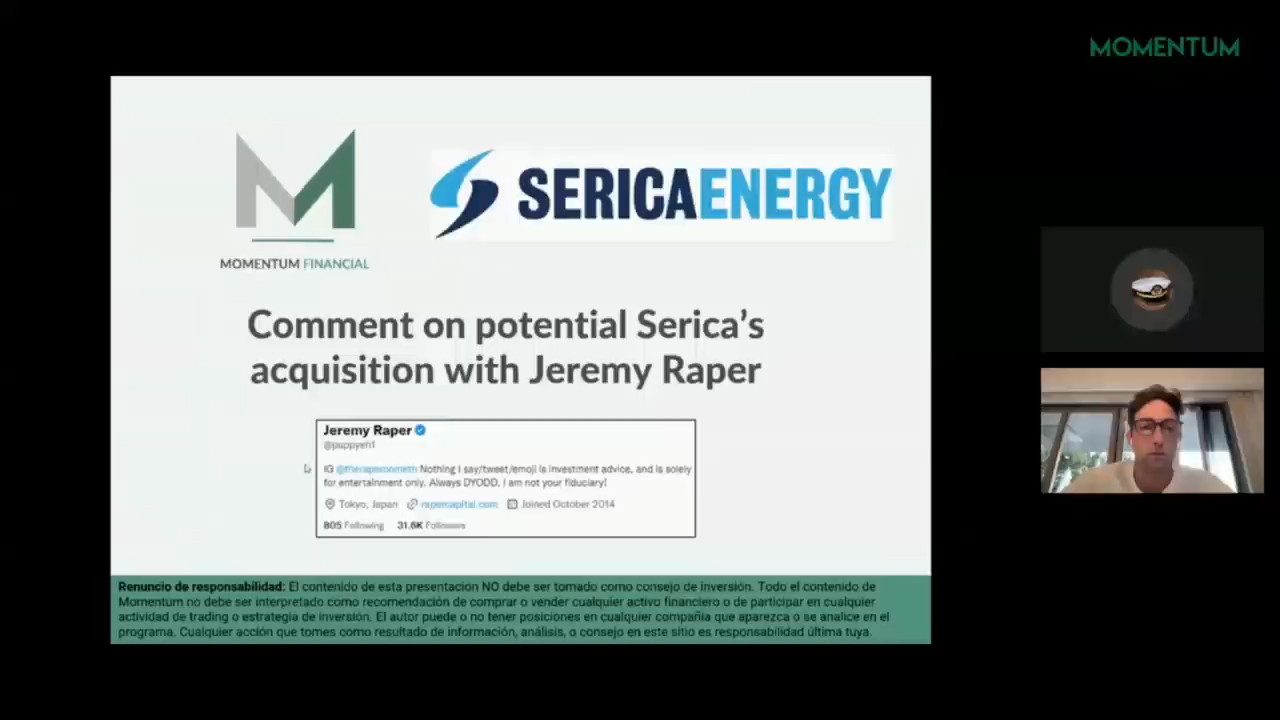 MOMENTUM
SERICAENERGY
MOMENTUM FINANCIAL
Comment on potential Serica's
acquisition with Jeremy Raper
Jeremy Raper
@puppyeh1
IG @theraperonmeth Nothing I say/tweet/emoji is investment advice, and is solely
for entertainment only. Always DYODD. I am not your fiduciary!
Tokyo, Japan rapercapital.com Joined October 2014
805 Following 31.6K Followers
Renuncio de responsabilidad: El contenido de esta presentación NO debe ser tomado como consejo de inversión. Todo el contenido de
Momentum no debe ser interpretado como recomendación de comprar o vender cualquier activo financiero o de participar en cualquier
actividad de trading o estrategia de inversión. El autor puede o no tener posiciones en cualquier compañía que aparezca o se analice en el
programa. Cualquier acción que tomes como resultado de información, análisis, o consejo en este sitio es responsabilidad última tuya.